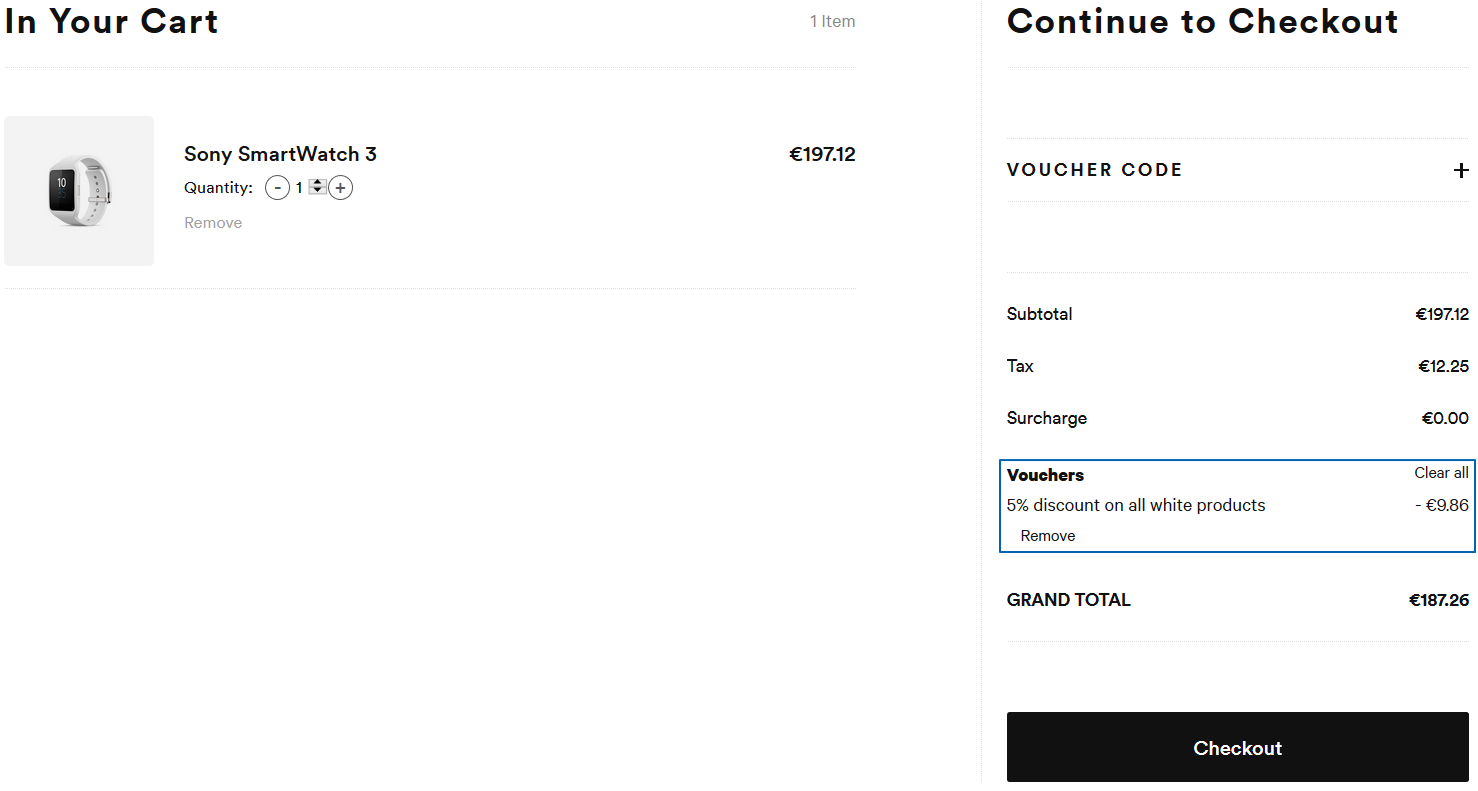 In Your Cart
1 Item
Sony SmartWatch 3
€197.12
Quantity: - 1 +
Remove
10
Continue to Checkout
VOUCHER CODE +
Subtotal €197.12
Tax €12.25
Surcharge €0.00
Vouchers Clear all
5% discount on all white products - €9.86
Remove
GRAND TOTAL €187.26
Checkout